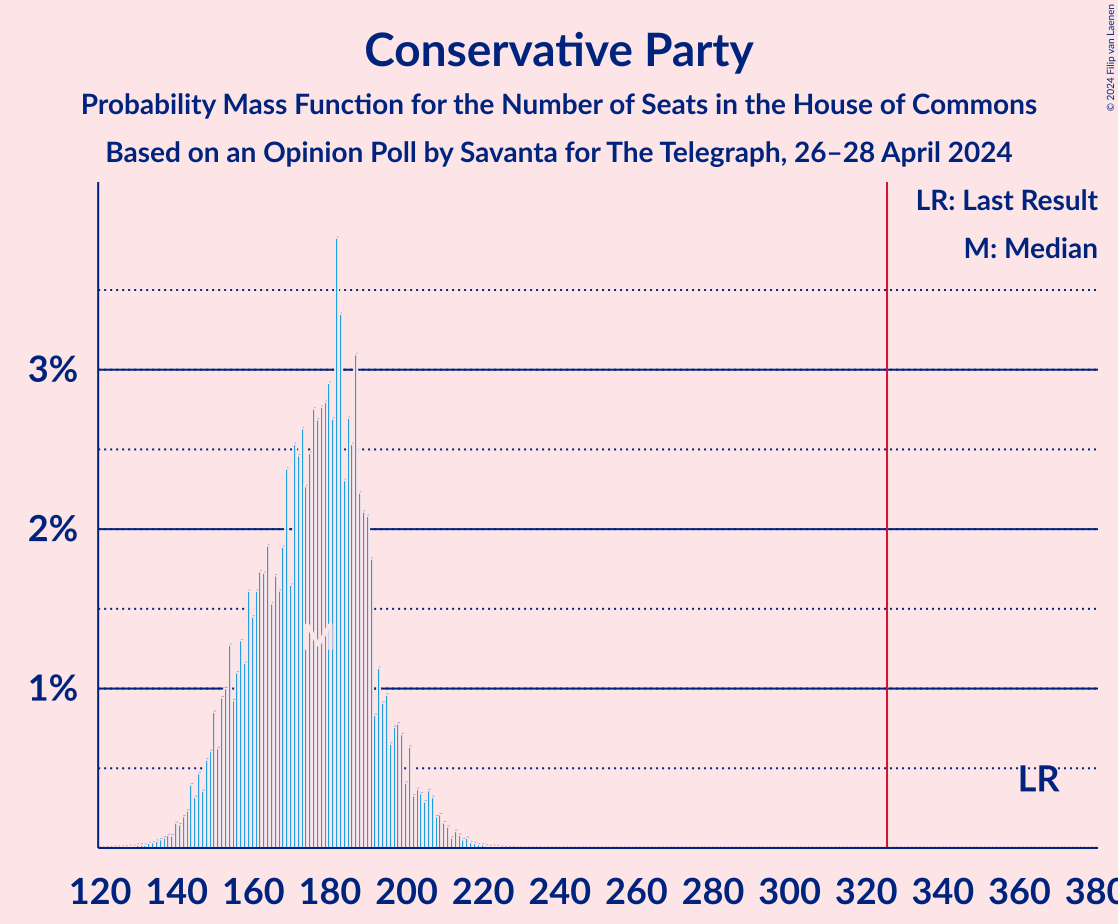 Conservative Party
Probability Mass Function for the Number of Seats in the House of Commons
Based on an Opinion Poll by Savanta for The Telegraph, 26–28 April 2024
© 2024 Filip van Laenen
LR: Last Result
M: Median
3%
2%
1%
M
LR
120 140 160 180 200 220 240 260 280 300 320 340 360 380